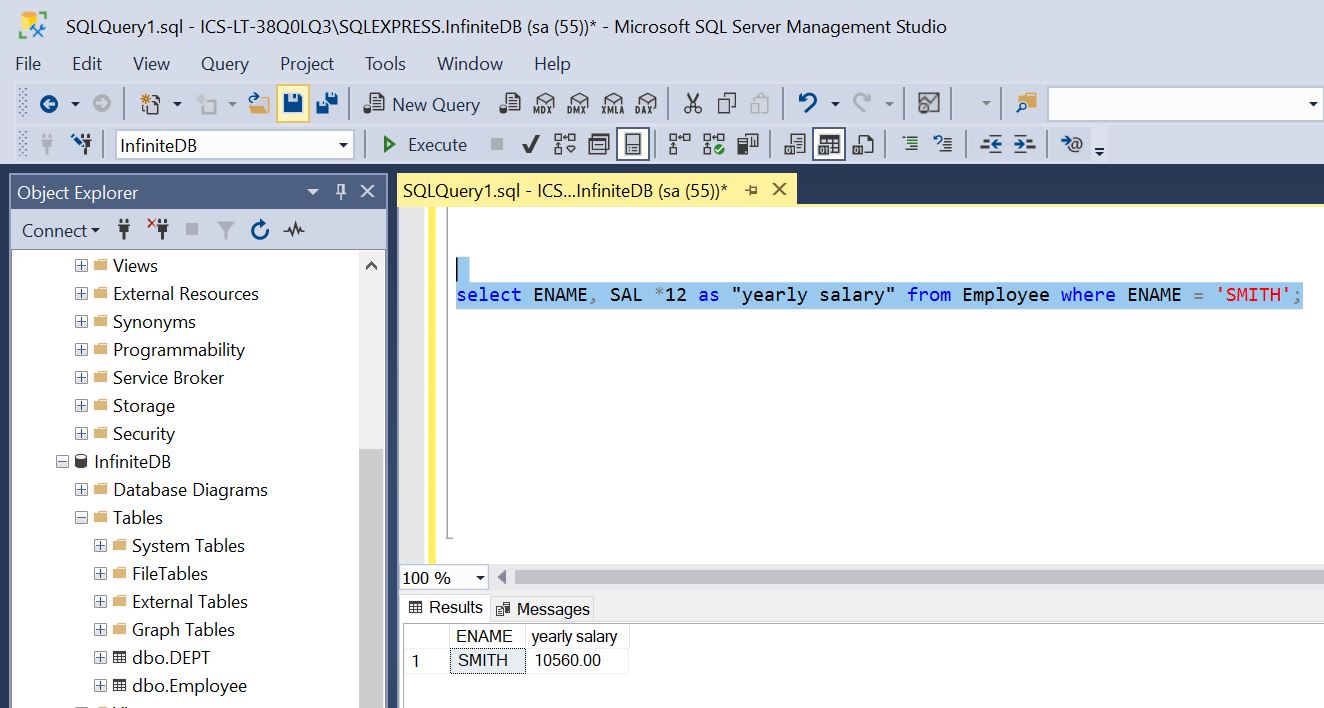 SQLQuery1.sql - ICS-LT-38Q0LQ3\SQLEXPRESS.InfiniteDB (sa (55))* - Microsoft SQL Server Management Studio
File Edit View Query Project Tools Window Help
New Query MDX DMX XMLA DAX
InfiniteDB Execute
Object Explorer
SQLQuery1.sql - ICS...InfiniteDB (sa (55))*
Connect
Views
External Resources
Synonyms
Programmability
Service Broker
Storage
Security
InfiniteDB
Database Diagrams
Tables
System Tables
FileTables
External Tables
Graph Tables
dbo.DEPT
dbo.Employee
select ENAME, SAL *12 as "yearly salary" from Employee where ENAME = 'SMITH';
100 %
Results Messages
ENAME yearly salary
1 SMITH 10560.00